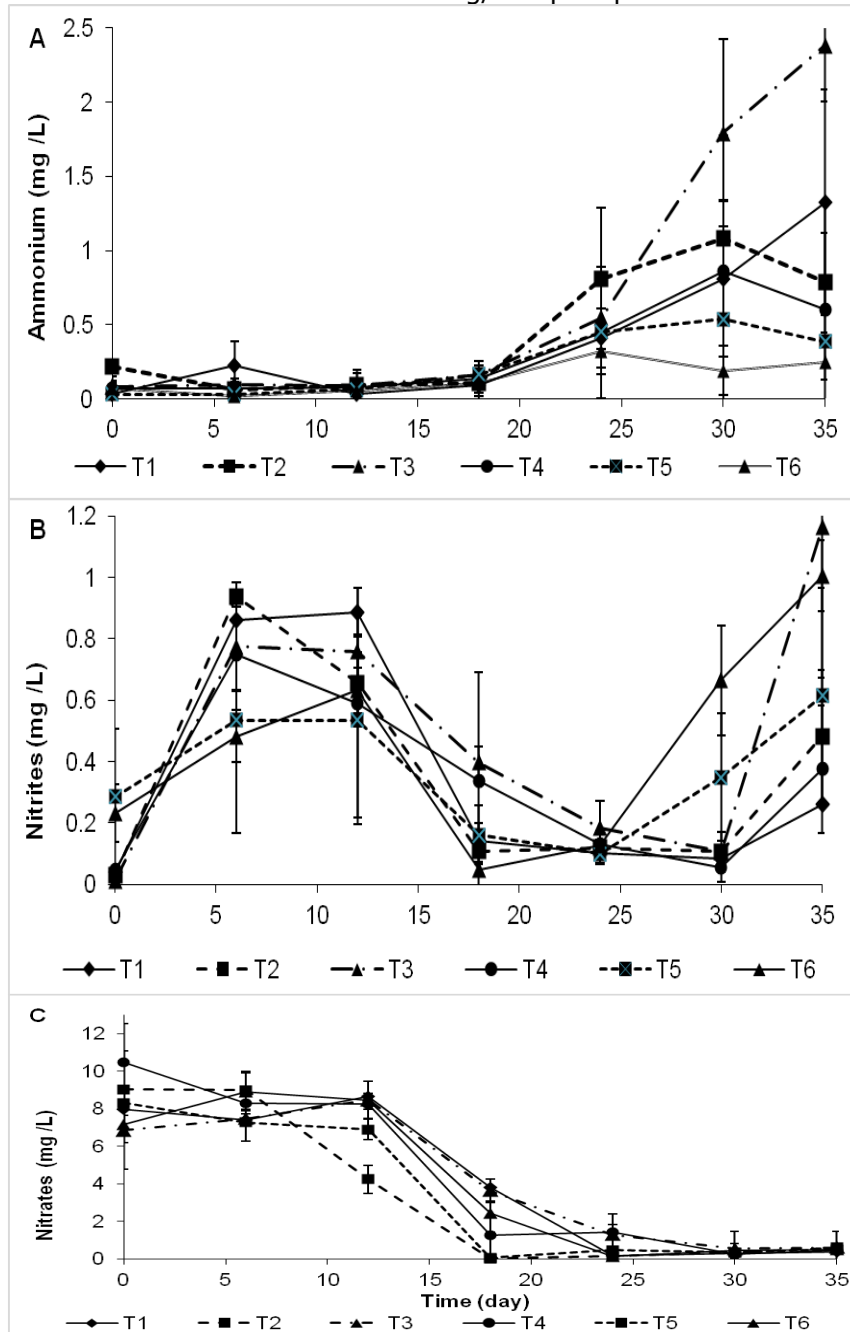 A
Ammonium (mg /L)
2.5
2
1.5
1
0.5
0
0 5 10 15 20 25 30 35
T1 T2 T3 T4 T5 T6
B
Nitrites (mg /L)
1.2
1
0.8
0.6
0.4
0.2
0
0 5 10 15 20 25 30 35
T1 T2 T3 T4 T5 T6
C
Nitrates (mg /L)
12
10
8
6
4
2
0
0 5 10 15 20 25 30 35
Time (day)
T1 T2 T3 T4 T5 T6